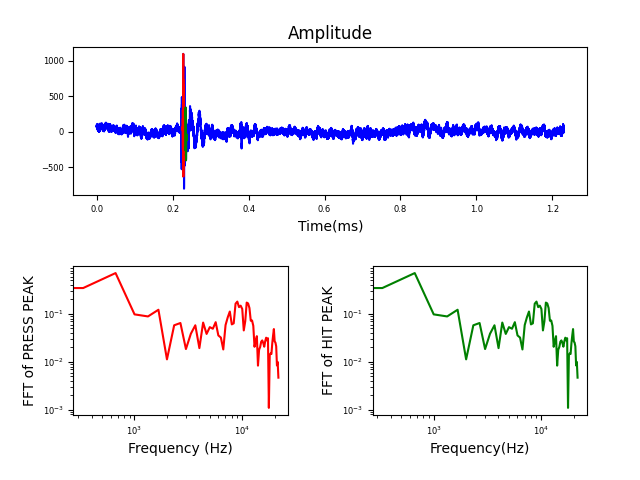 Amplitude
1000
500
0
−500
0.0 0.2 0.4 0.6 0.8 1.0 1.2
Time(ms)
FFT of PRESS PEAK
10⁻¹
10⁻²
10⁻³
10³ 10⁴
Frequency (Hz)
FFT of HIT PEAK
10⁻¹
10⁻²
10⁻³
10³ 10⁴
Frequency(Hz)